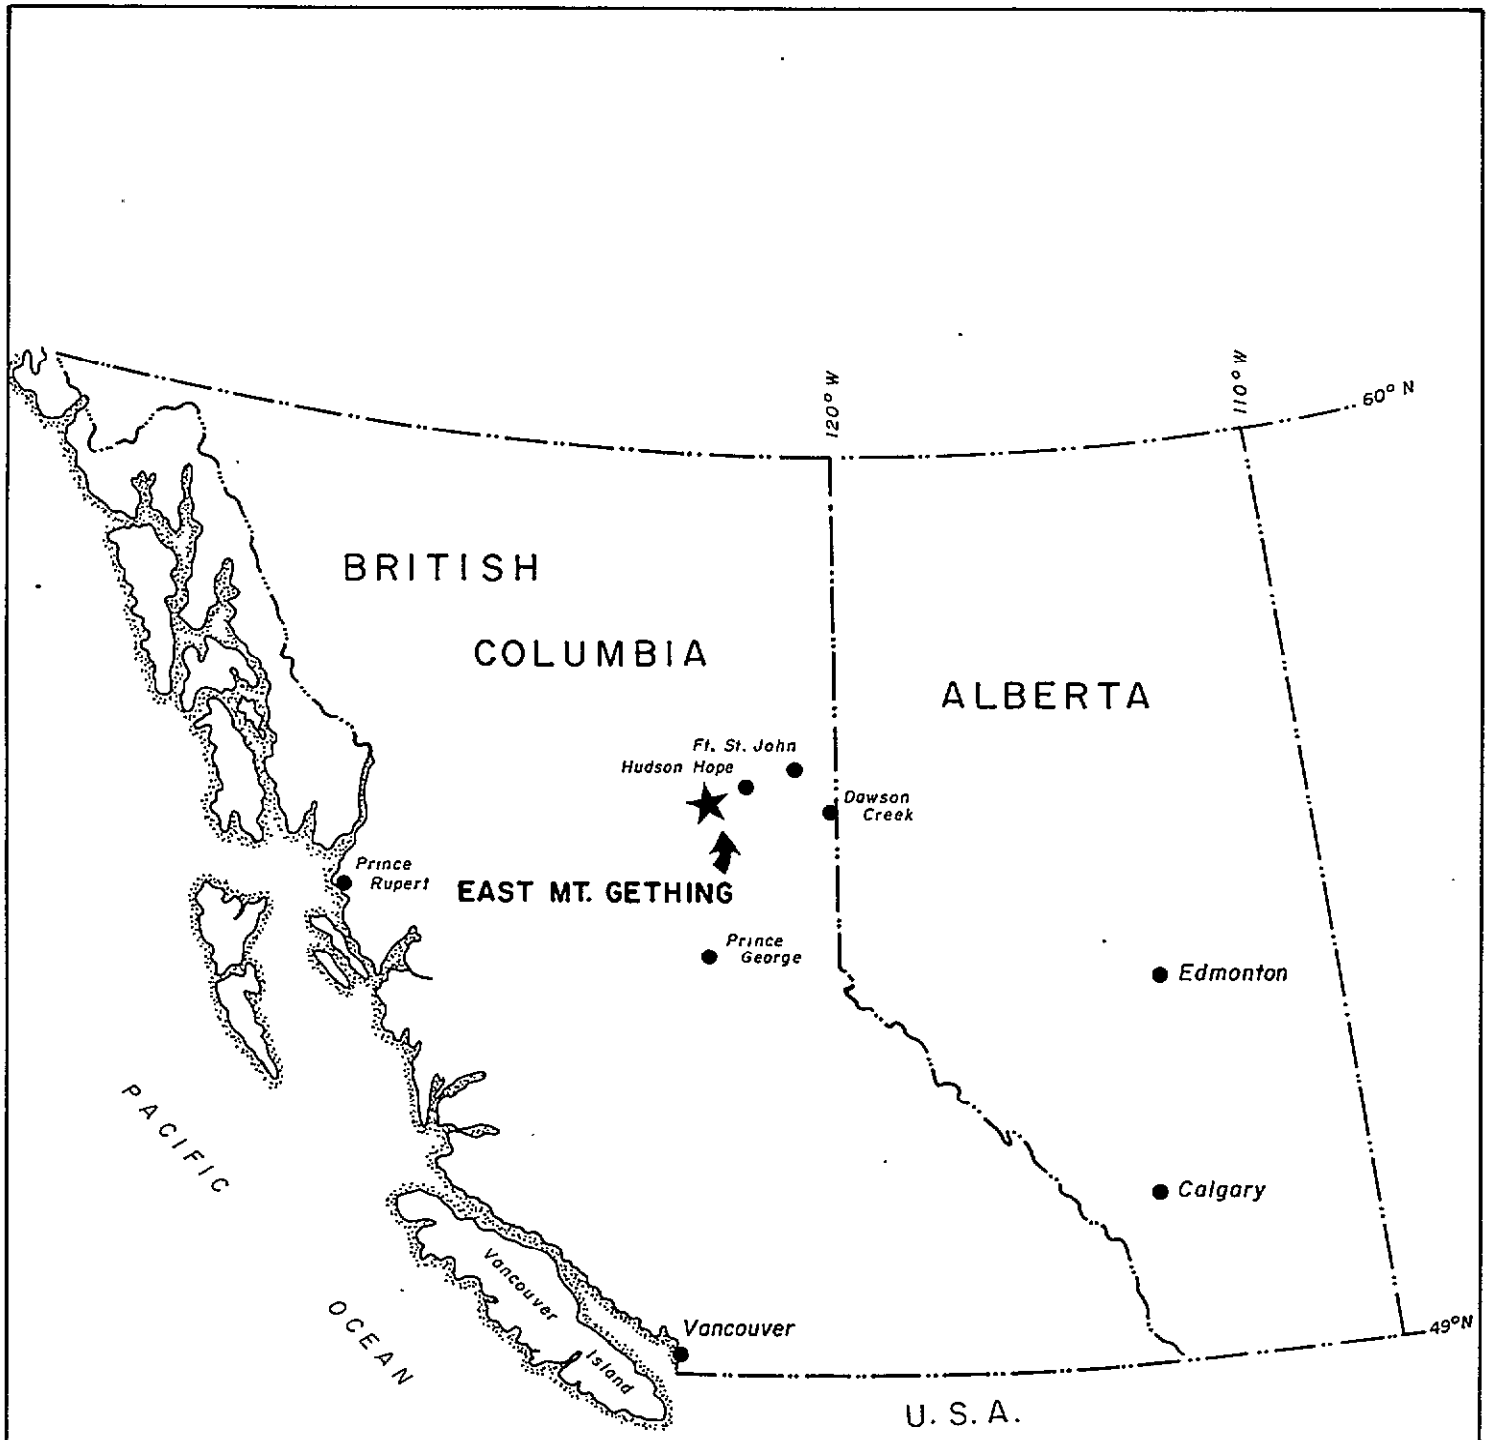 120° W
110° W
60° N
BRITISH
COLUMBIA
ALBERTA
Ft. St. John
Hudson Hope
Dawson
Creek
Prince
Rupert
EAST MT. GETHING
Prince
George
Edmonton
PACIFIC
OCEAN
Calgary
Vancouver
Island
Vancouver
49°N
U. S. A.